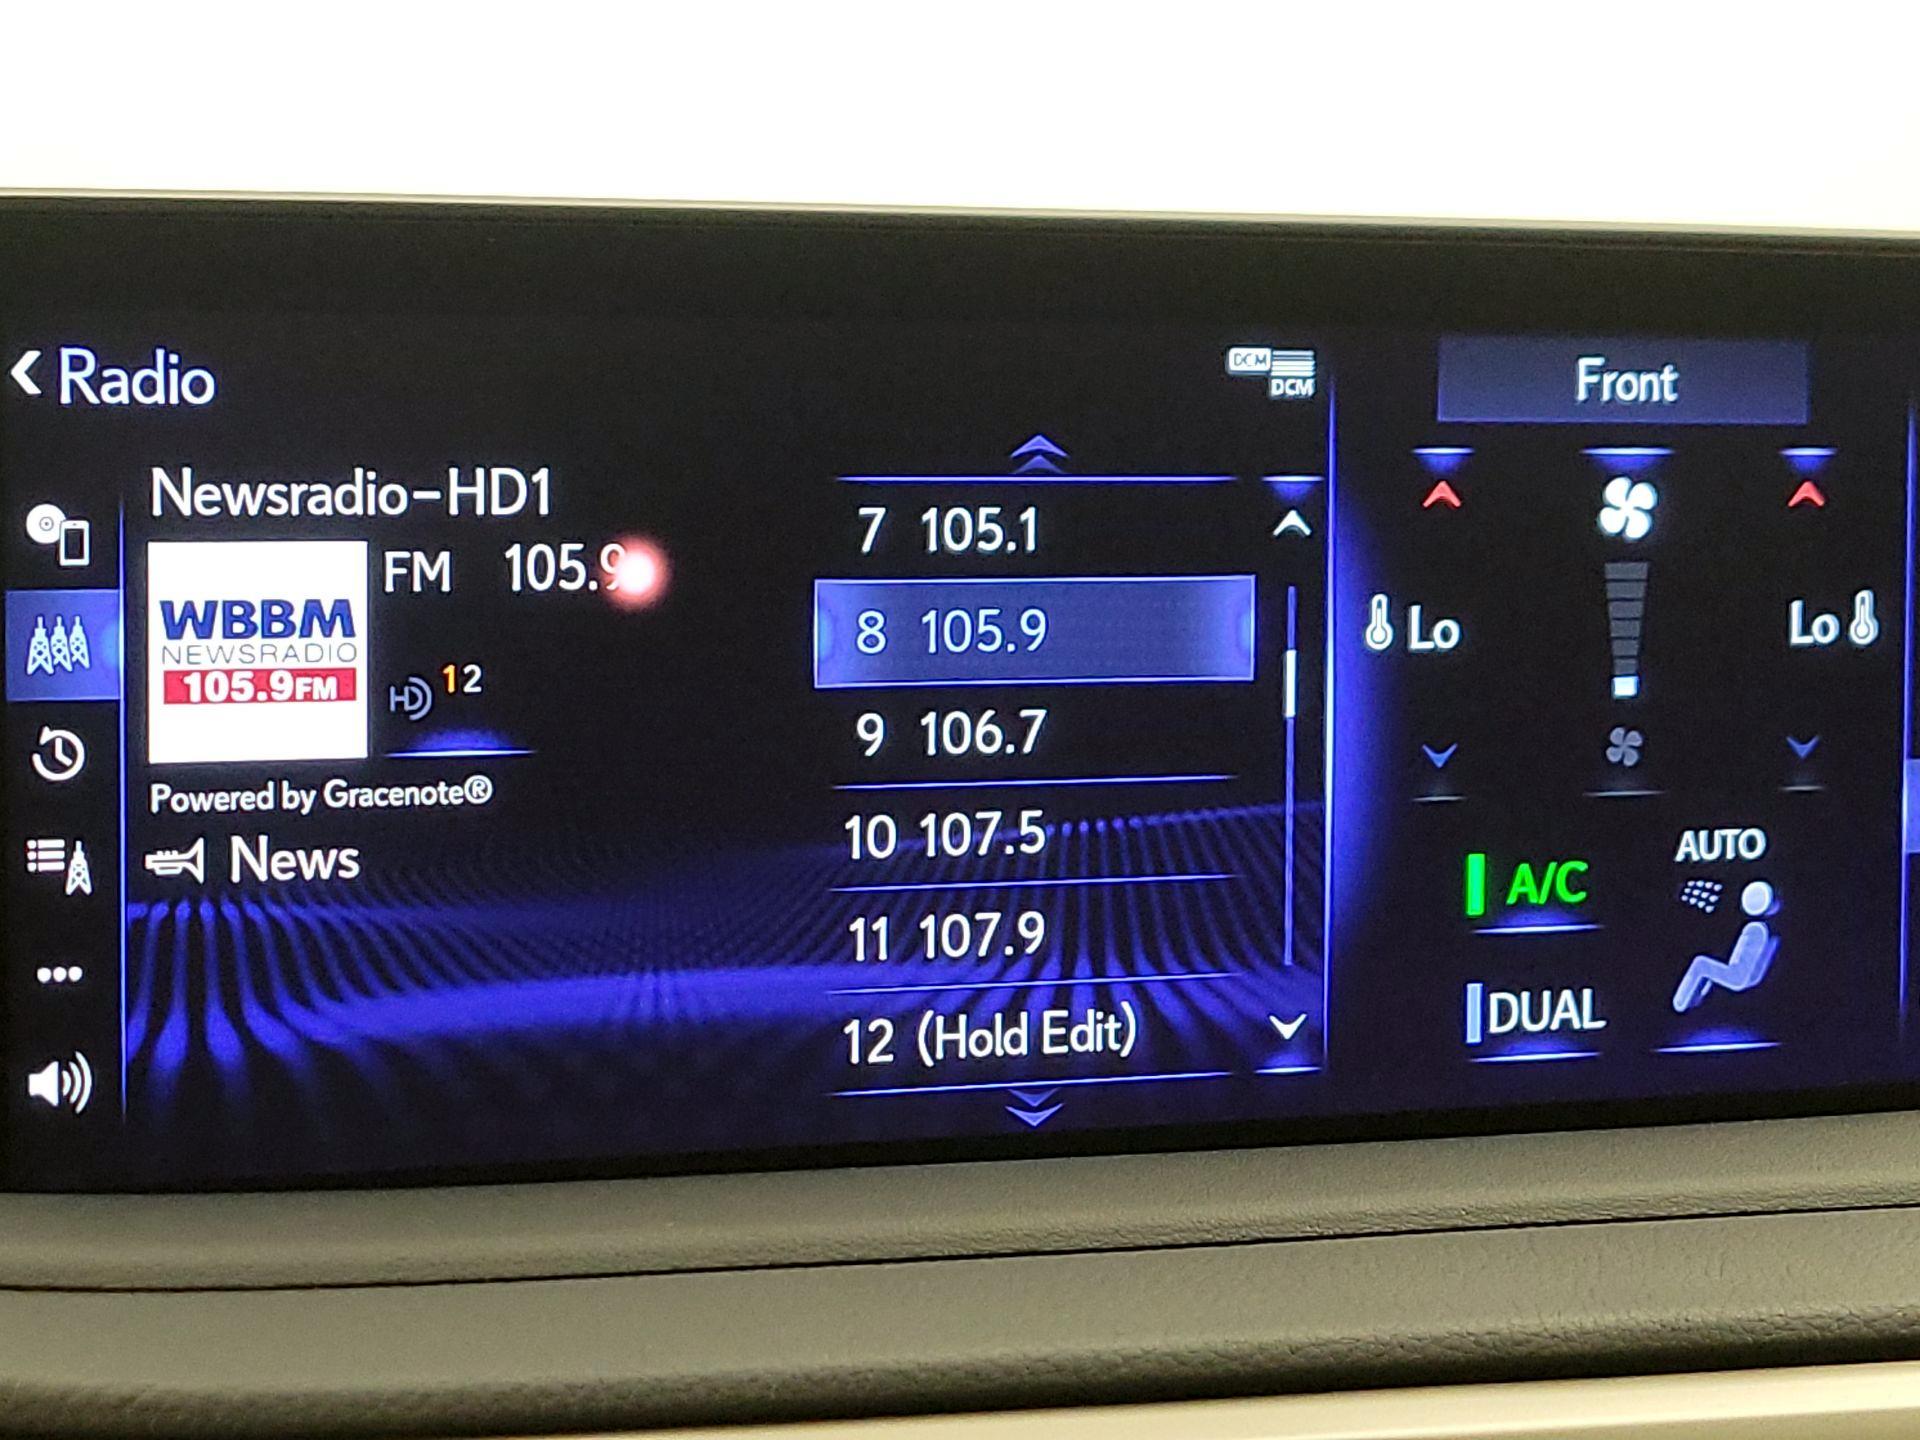 Radio
DCM
DCM
Newsradio-HD1
FM 105.9
WBBM
NEWSRADIO
105.9FM
HD 12
Powered by Gracenote®
News
7 105.1
8 105.9
9 106.7
10 107.5
11 107.9
12 (Hold Edit)
Front
Lo
Lo
A/C
AUTO
DUAL